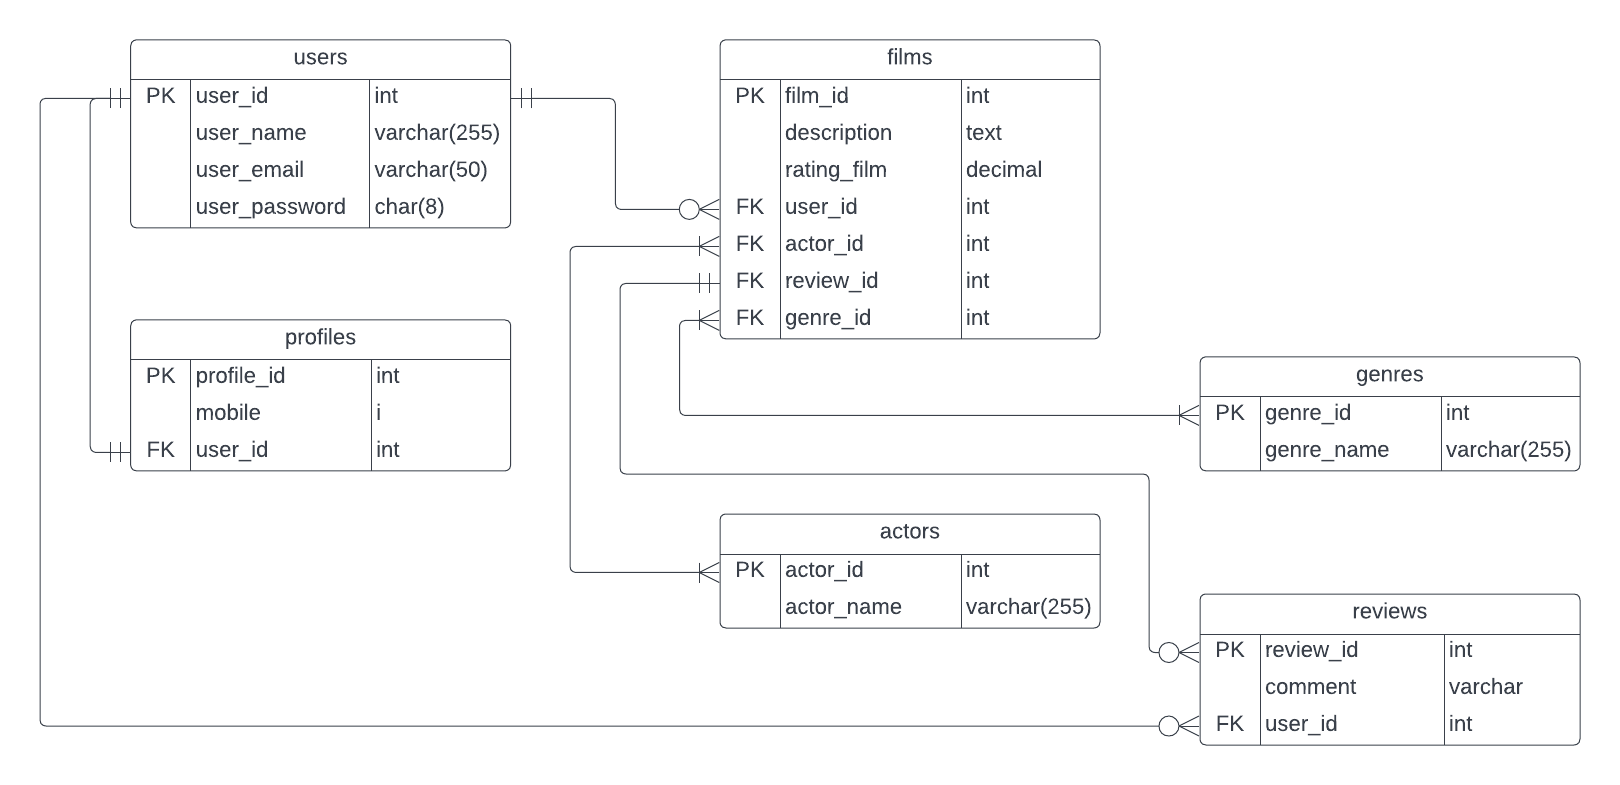 users
PK user_id int
user_name varchar(255)
user_email varchar(50)
user_password char(8)
films
PK film_id int
description text
rating_film decimal
FK user_id int
FK actor_id int
FK review_id int
FK genre_id int
profiles
PK profile_id int
mobile i
FK user_id int
genres
PK genre_id int
genre_name varchar(255)
actors
PK actor_id int
actor_name varchar(255)
reviews
PK review_id int
comment varchar
FK user_id int